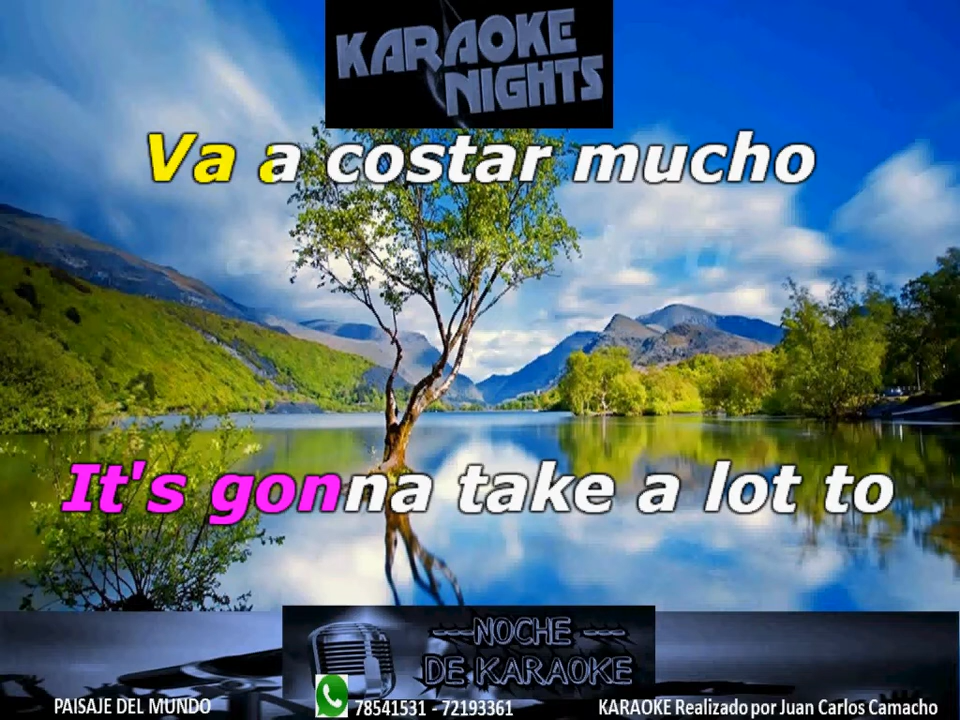 KARAOKE
NIGHTS
Va a costar mucho
It's gonna take a lot to
NOCHE
DE KARAOKE
PAISAJE DEL MUNDO
78541531 - 72193361
KARAOKE Realizado por Juan Carlos Camacho